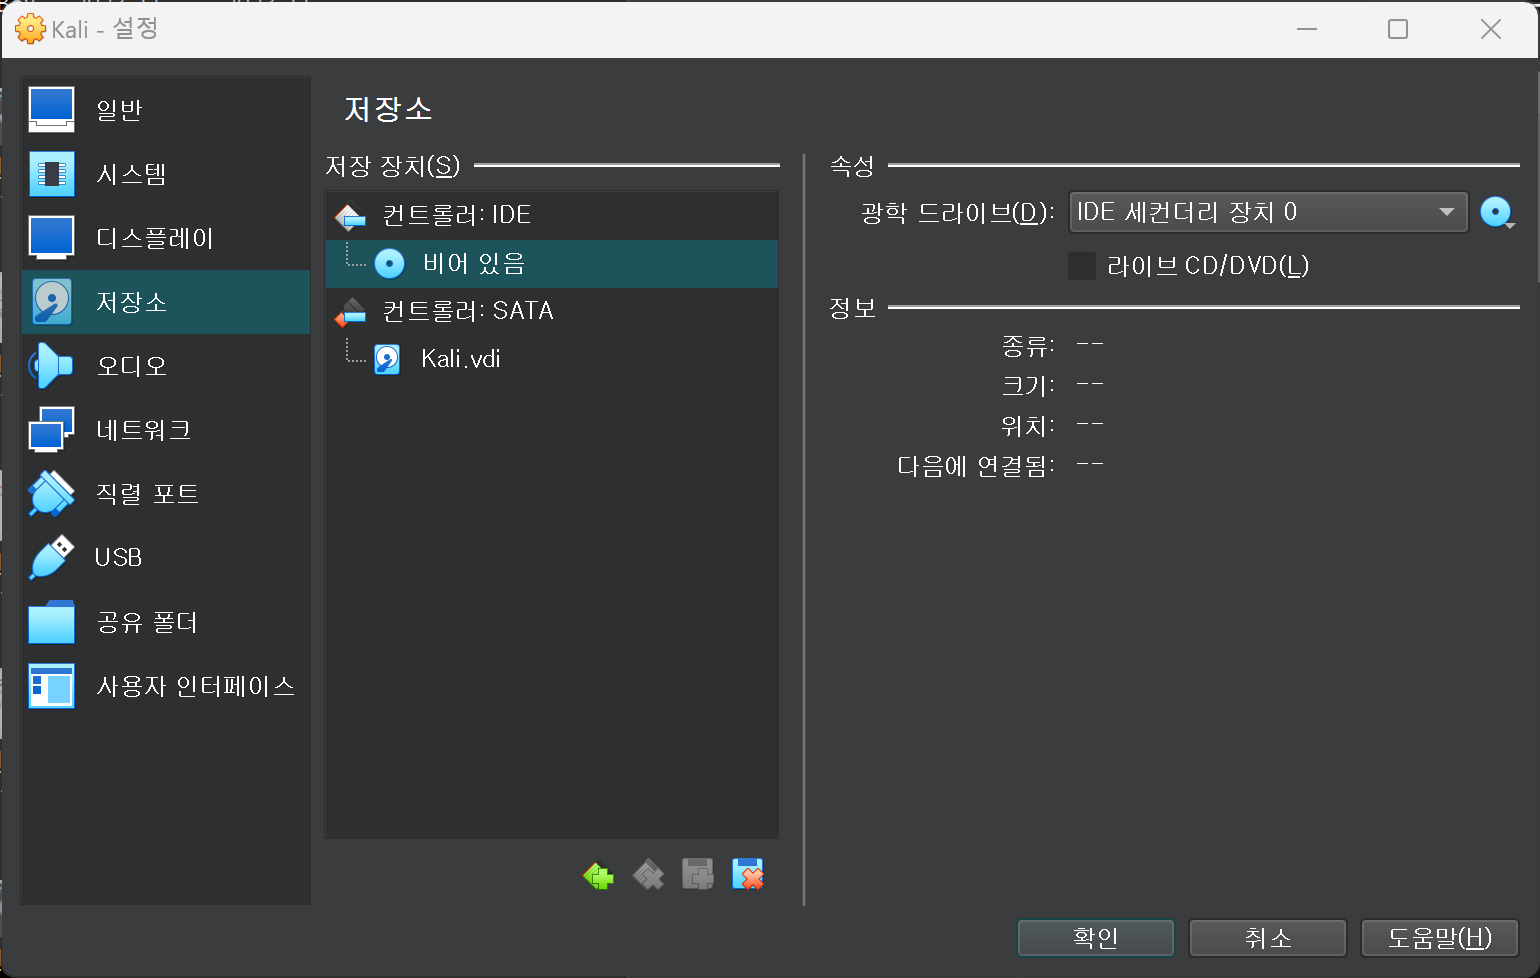 Kali - 설정
일반
시스템
디스플레이
저장소
오디오
네트워크
직렬 포트
USB
공유 폴더
사용자 인터페이스
저장소
저장 장치(S)
컨트롤러: IDE
비어 있음
컨트롤러: SATA
Kali.vdi
속성
광학 드라이브(D): IDE 세컨더리 장치 0
라이브 CD/DVD(L)
정보
종류: --
크기: --
위치: --
다음에 연결됨: --
확인 취소 도움말(H)